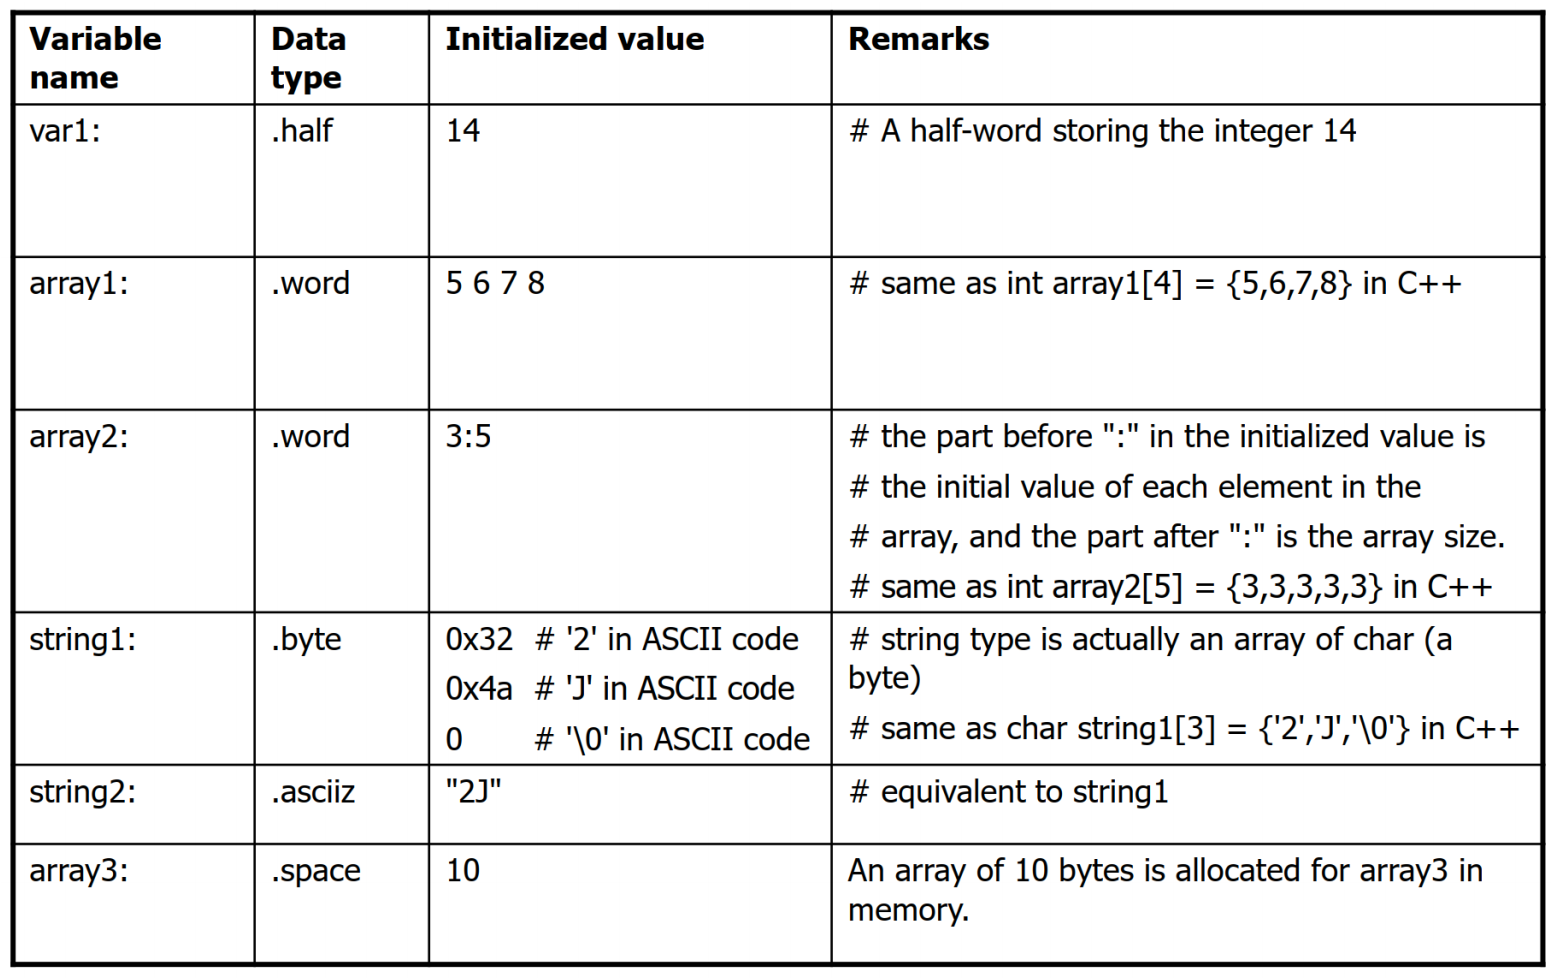 Variable name
Data type
Initialized value
Remarks
var1:
.half
14
# A half-word storing the integer 14
array1:
.word
5 6 7 8
# same as int array1[4] = {5,6,7,8} in C++
array2:
.word
3:5
# the part before ":" in the initialized value is
# the initial value of each element in the
# array, and the part after ":" is the array size.
# same as int array2[5] = {3,3,3,3,3} in C++
string1:
.byte
0x32 # '2' in ASCII code
0x4a # 'J' in ASCII code
0 # '\0' in ASCII code
# string type is actually an array of char (a
byte)
# same as char string1[3] = {'2','J','\0'} in C++
string2:
.asciiz
"2J"
# equivalent to string1
array3:
.space
10
An array of 10 bytes is allocated for array3 in
memory.